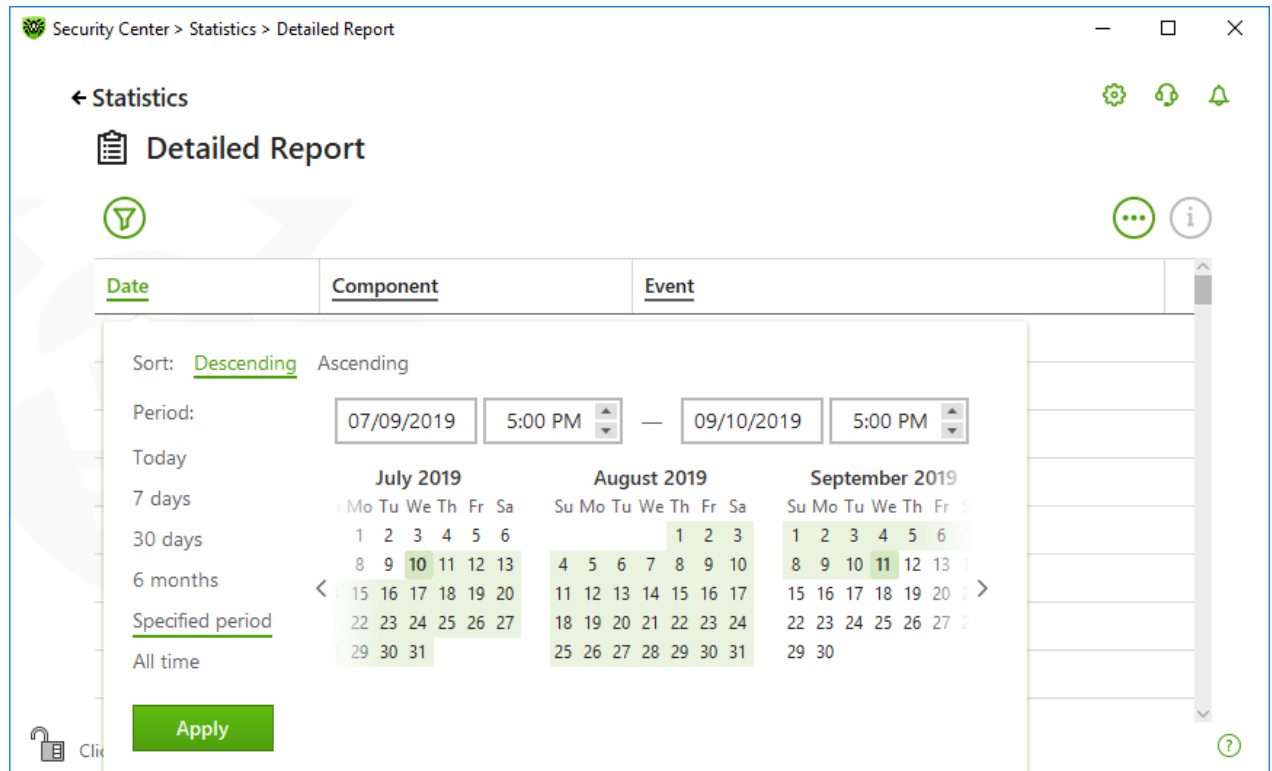 Security Center > Statistics > Detailed Report
Statistics
Detailed Report
Date Component Event
Sort: Descending Ascending
Period:
07/09/2019 5:00 PM — 09/10/2019 5:00 PM
Today
7 days
30 days
6 months
Specified period
All time
July 2019
Mo Tu We Th Fr Sa
1 2 3 4 5 6
8 9 10 11 12 13
15 16 17 18 19 20
22 23 24 25 26 27
29 30 31
August 2019
Su Mo Tu We Th Fr Sa
1 2 3
4 5 6 7 8 9 10
11 12 13 14 15 16 17
18 19 20 21 22 23 24
25 26 27 28 29 30 31
September 2019
Su Mo Tu We Th Fr
1 2 3 4 5 6
8 9 10 11 12 13
15 16 17 18 19 20
22 23 24 25 26 27
29 30
Apply